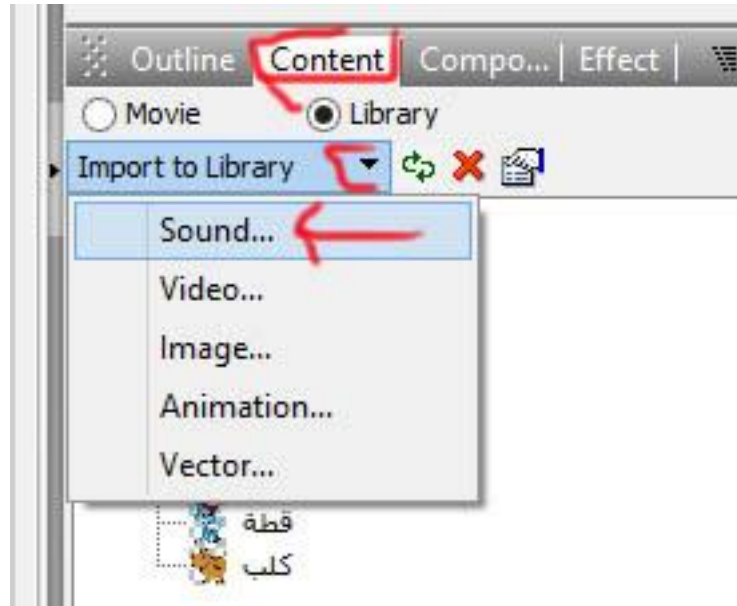 Outline Content Compo... | Effect |
Movie Library
Import to Library
Sound...
Video...
Image...
Animation...
Vector...
قطة
كلب